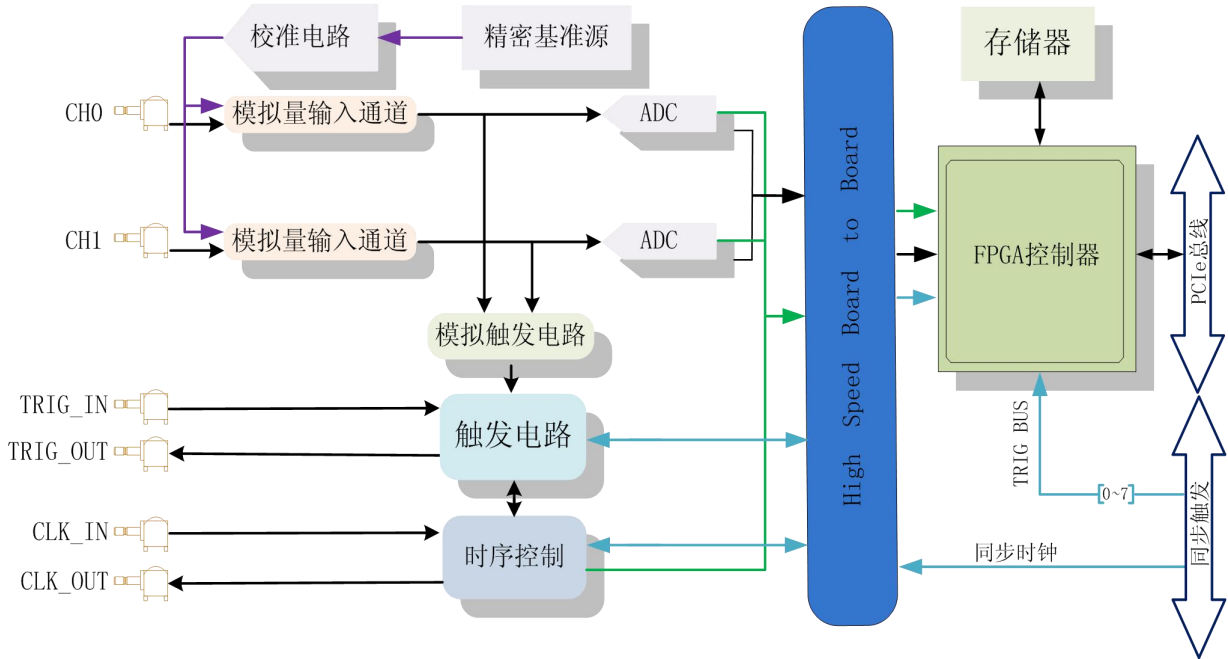 校准电路
精密基准源
存储器
CH0
模拟量输入通道
ADC
CH1
模拟量输入通道
ADC
High Speed Board to Board
FPGA控制器
PCIe总线
模拟触发电路
TRIG_IN
TRIG_OUT
触发电路
TRIG BUS
[0~7]
同步触发
CLK_IN
CLK_OUT
时序控制
同步时钟